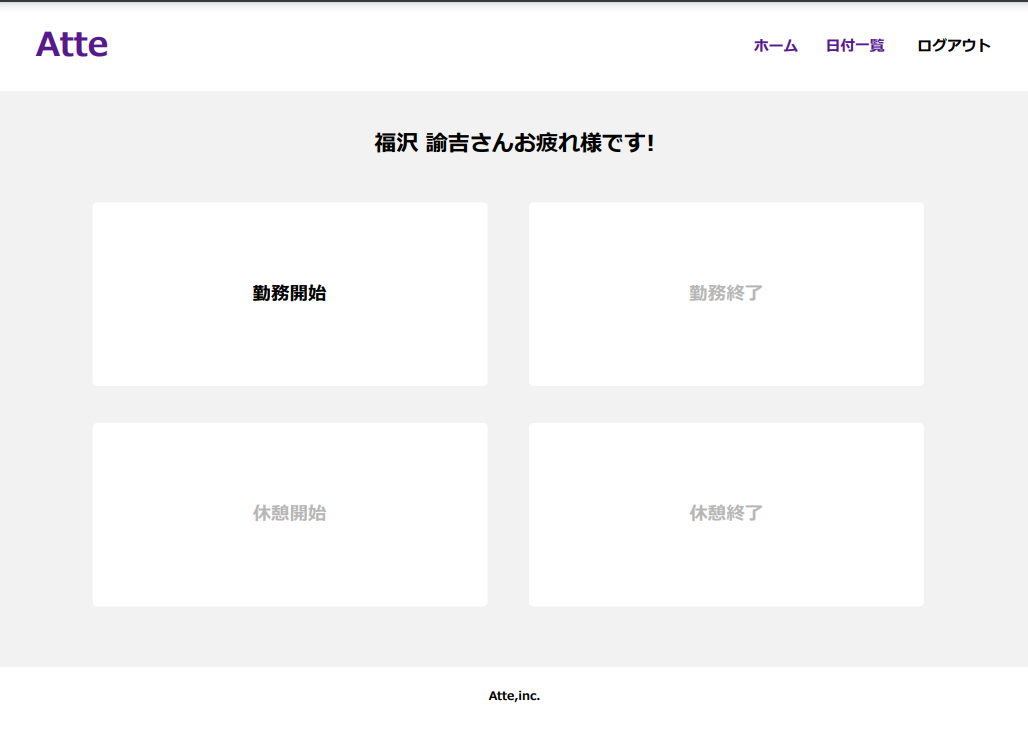 Atte
ホーム 日付一覧 ログアウト
福沢 諭吉さんお疲れ様です!
勤務開始 勤務終了
休憩開始 休憩終了
Atte,inc.